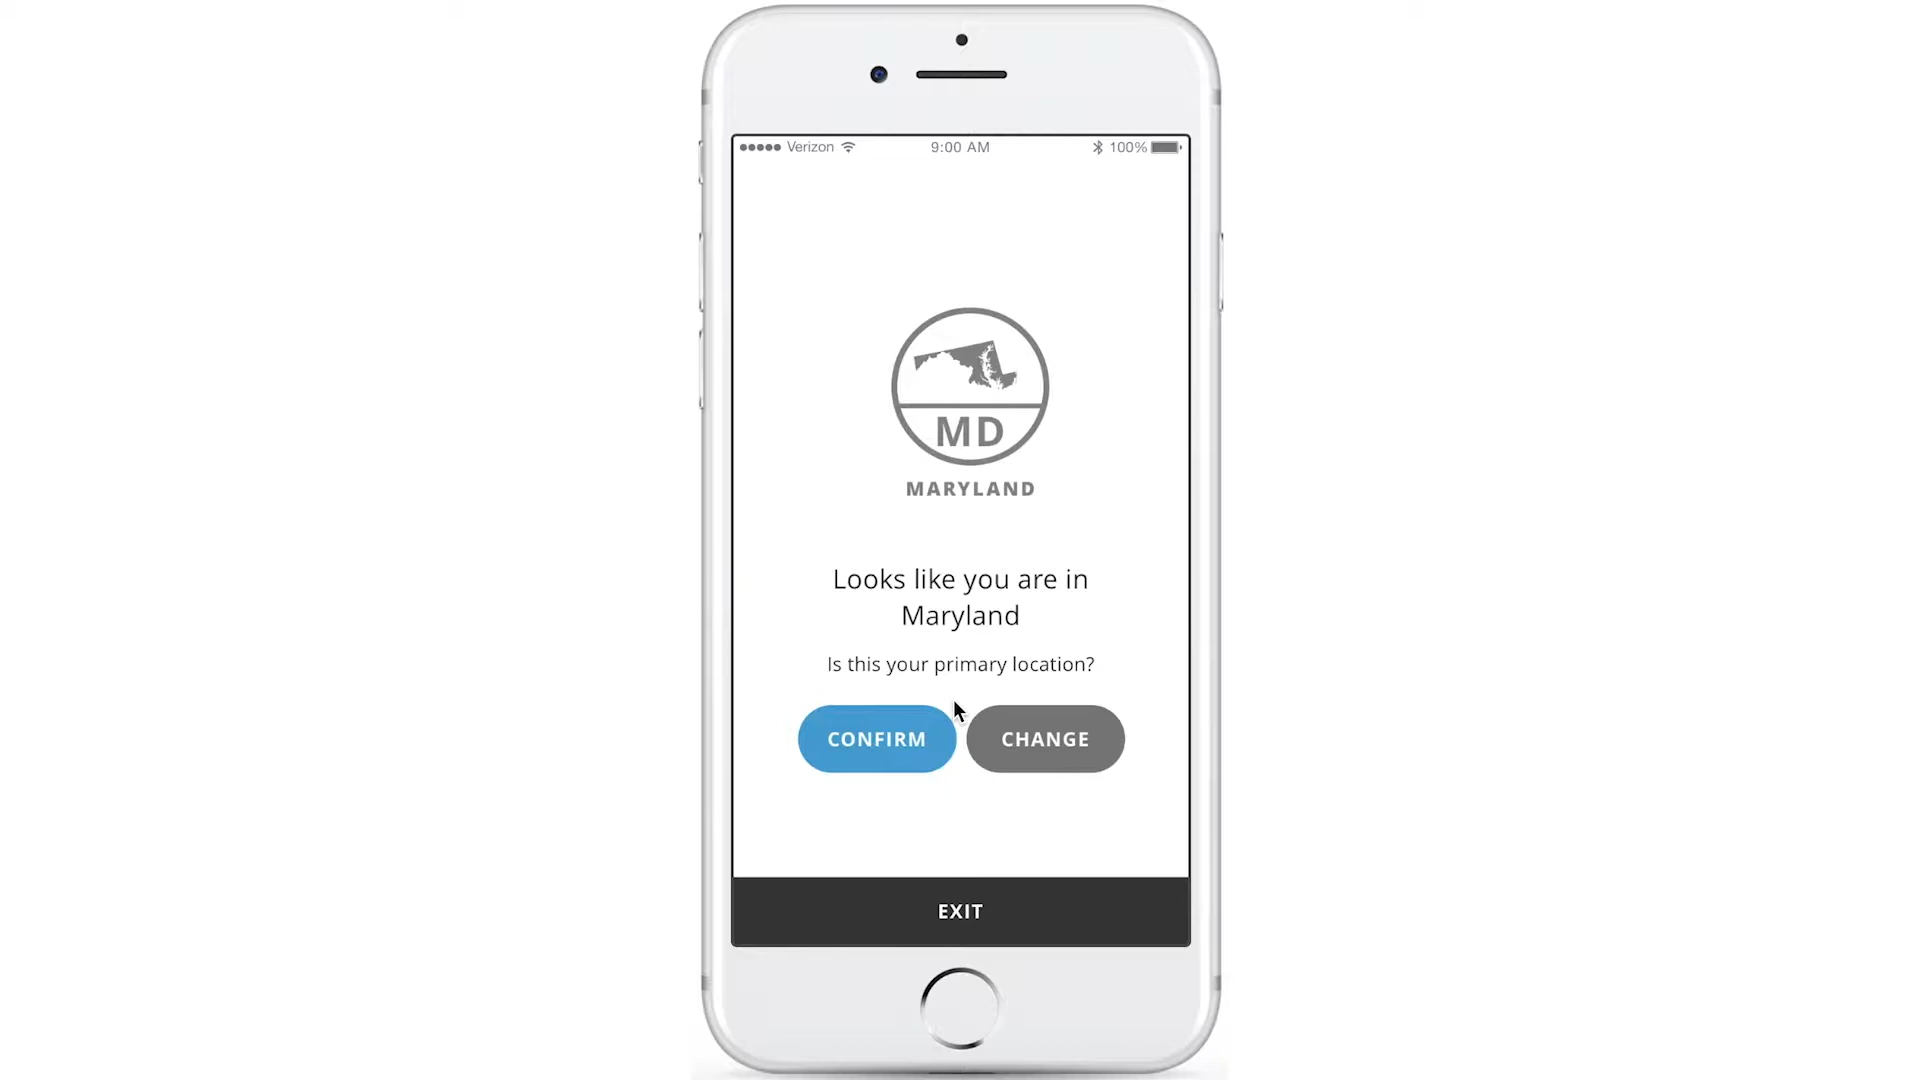 Verizon 9:00 AM 100%
MD
MARYLAND
Looks like you are in
Maryland
Is this your primary location?
CONFIRM CHANGE
EXIT